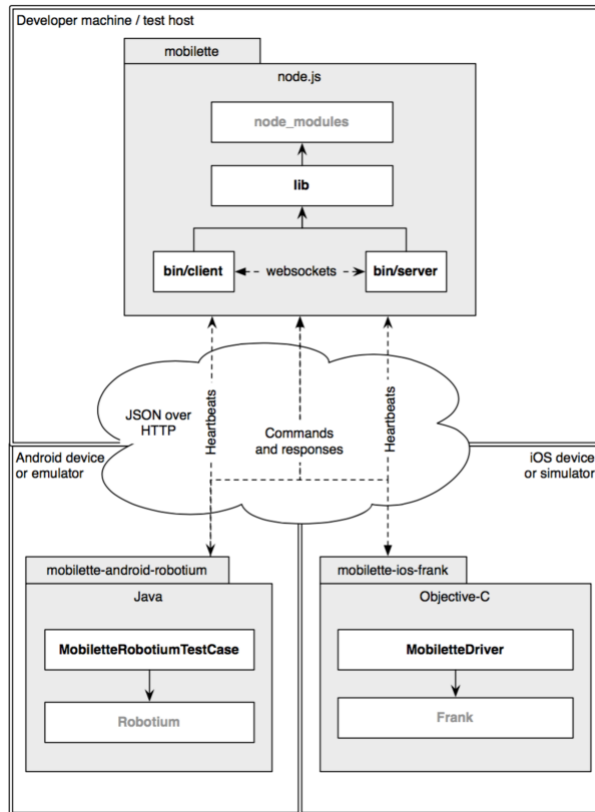 Developer machine / test host
mobilette
node.js
node_modules
lib
bin/client
websockets
bin/server
JSON over
HTTP
Heartbeats
Commands
and responses
Heartbeats
Android device
or emulator
iOS device
or simulator
mobilette-android-robotium
Java
MobiletteRobotiumTestCase
Robotium
mobilette-ios-frank
Objective-C
MobiletteDriver
Frank